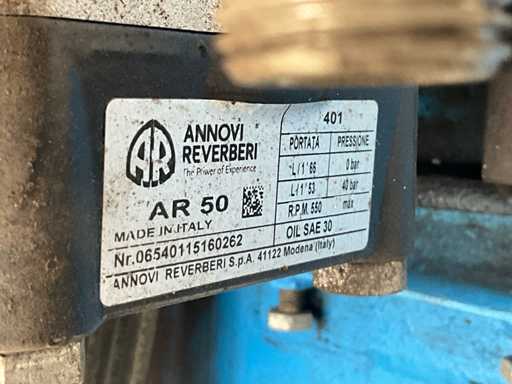 AR
ANNOVI
REVERBERI
The Power of Experience
AR 50
MADE IN ITALY
Nr.06540115160262
ANNOVI REVERBERI S.p.A. 41122 Modena (Italy)
401
PORTATA PRESSIONE
L/1' 66 0 bar
L/1' 53 40 bar
R.P.M. 550 max
OIL SAE 30